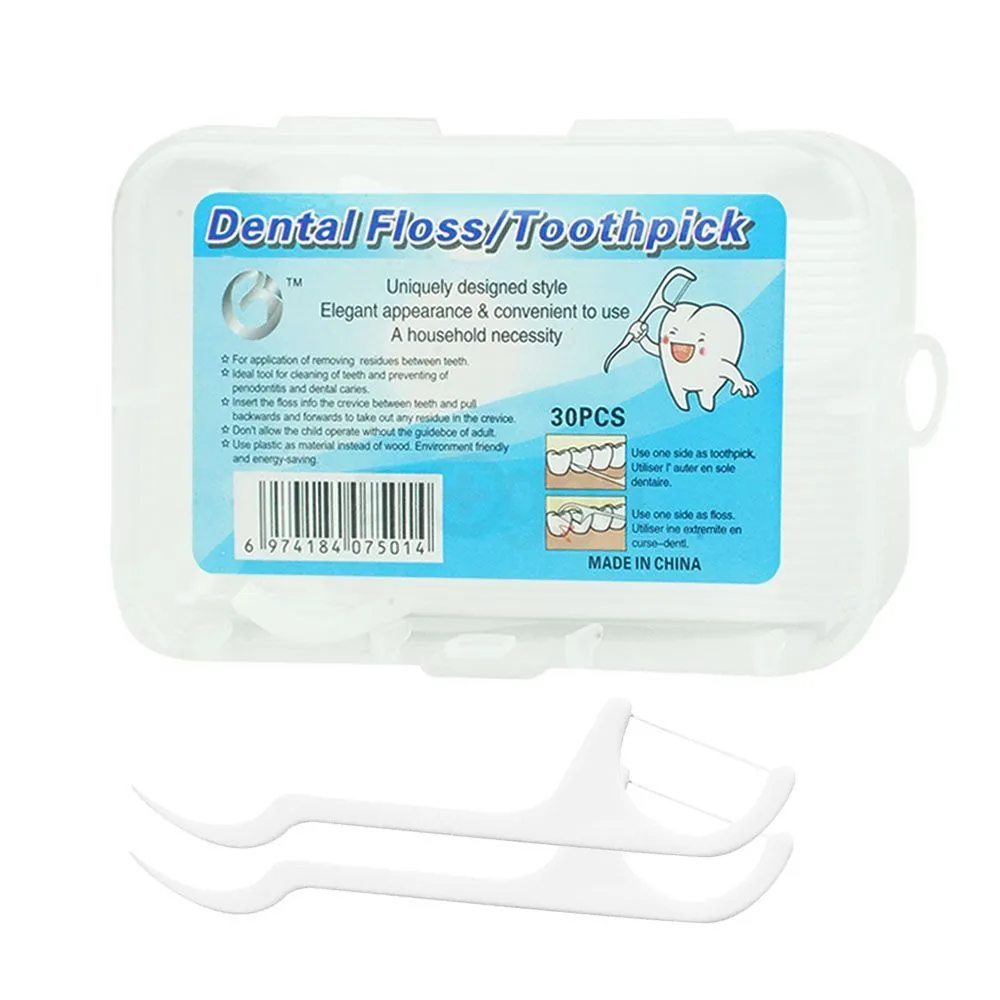 Dental Floss/Toothpick
TM
Uniquely designed style
Elegant appearance & convenient to use
A household necessity
☆ For application of removing residues between teeth.
☆ Ideal tool for cleaning of teeth and preventing of
penodontitis and dental caries.
☆ Insert the floss info the crevice between teeth and pull
backwards and forwards to take out any residue in the crevice.
☆ Don't allow the child operate without the guideboe of adult.
☆ Use plastic as material instead of wood. Environment friendly
and energy-saving.
6 974184 075014
30PCS
Use one side as toothpick,
Utiliser l' auter en sole
dentaire.
Use one side as floss.
Utiliser ine extremite en
curse-dentl.
MADE IN CHINA